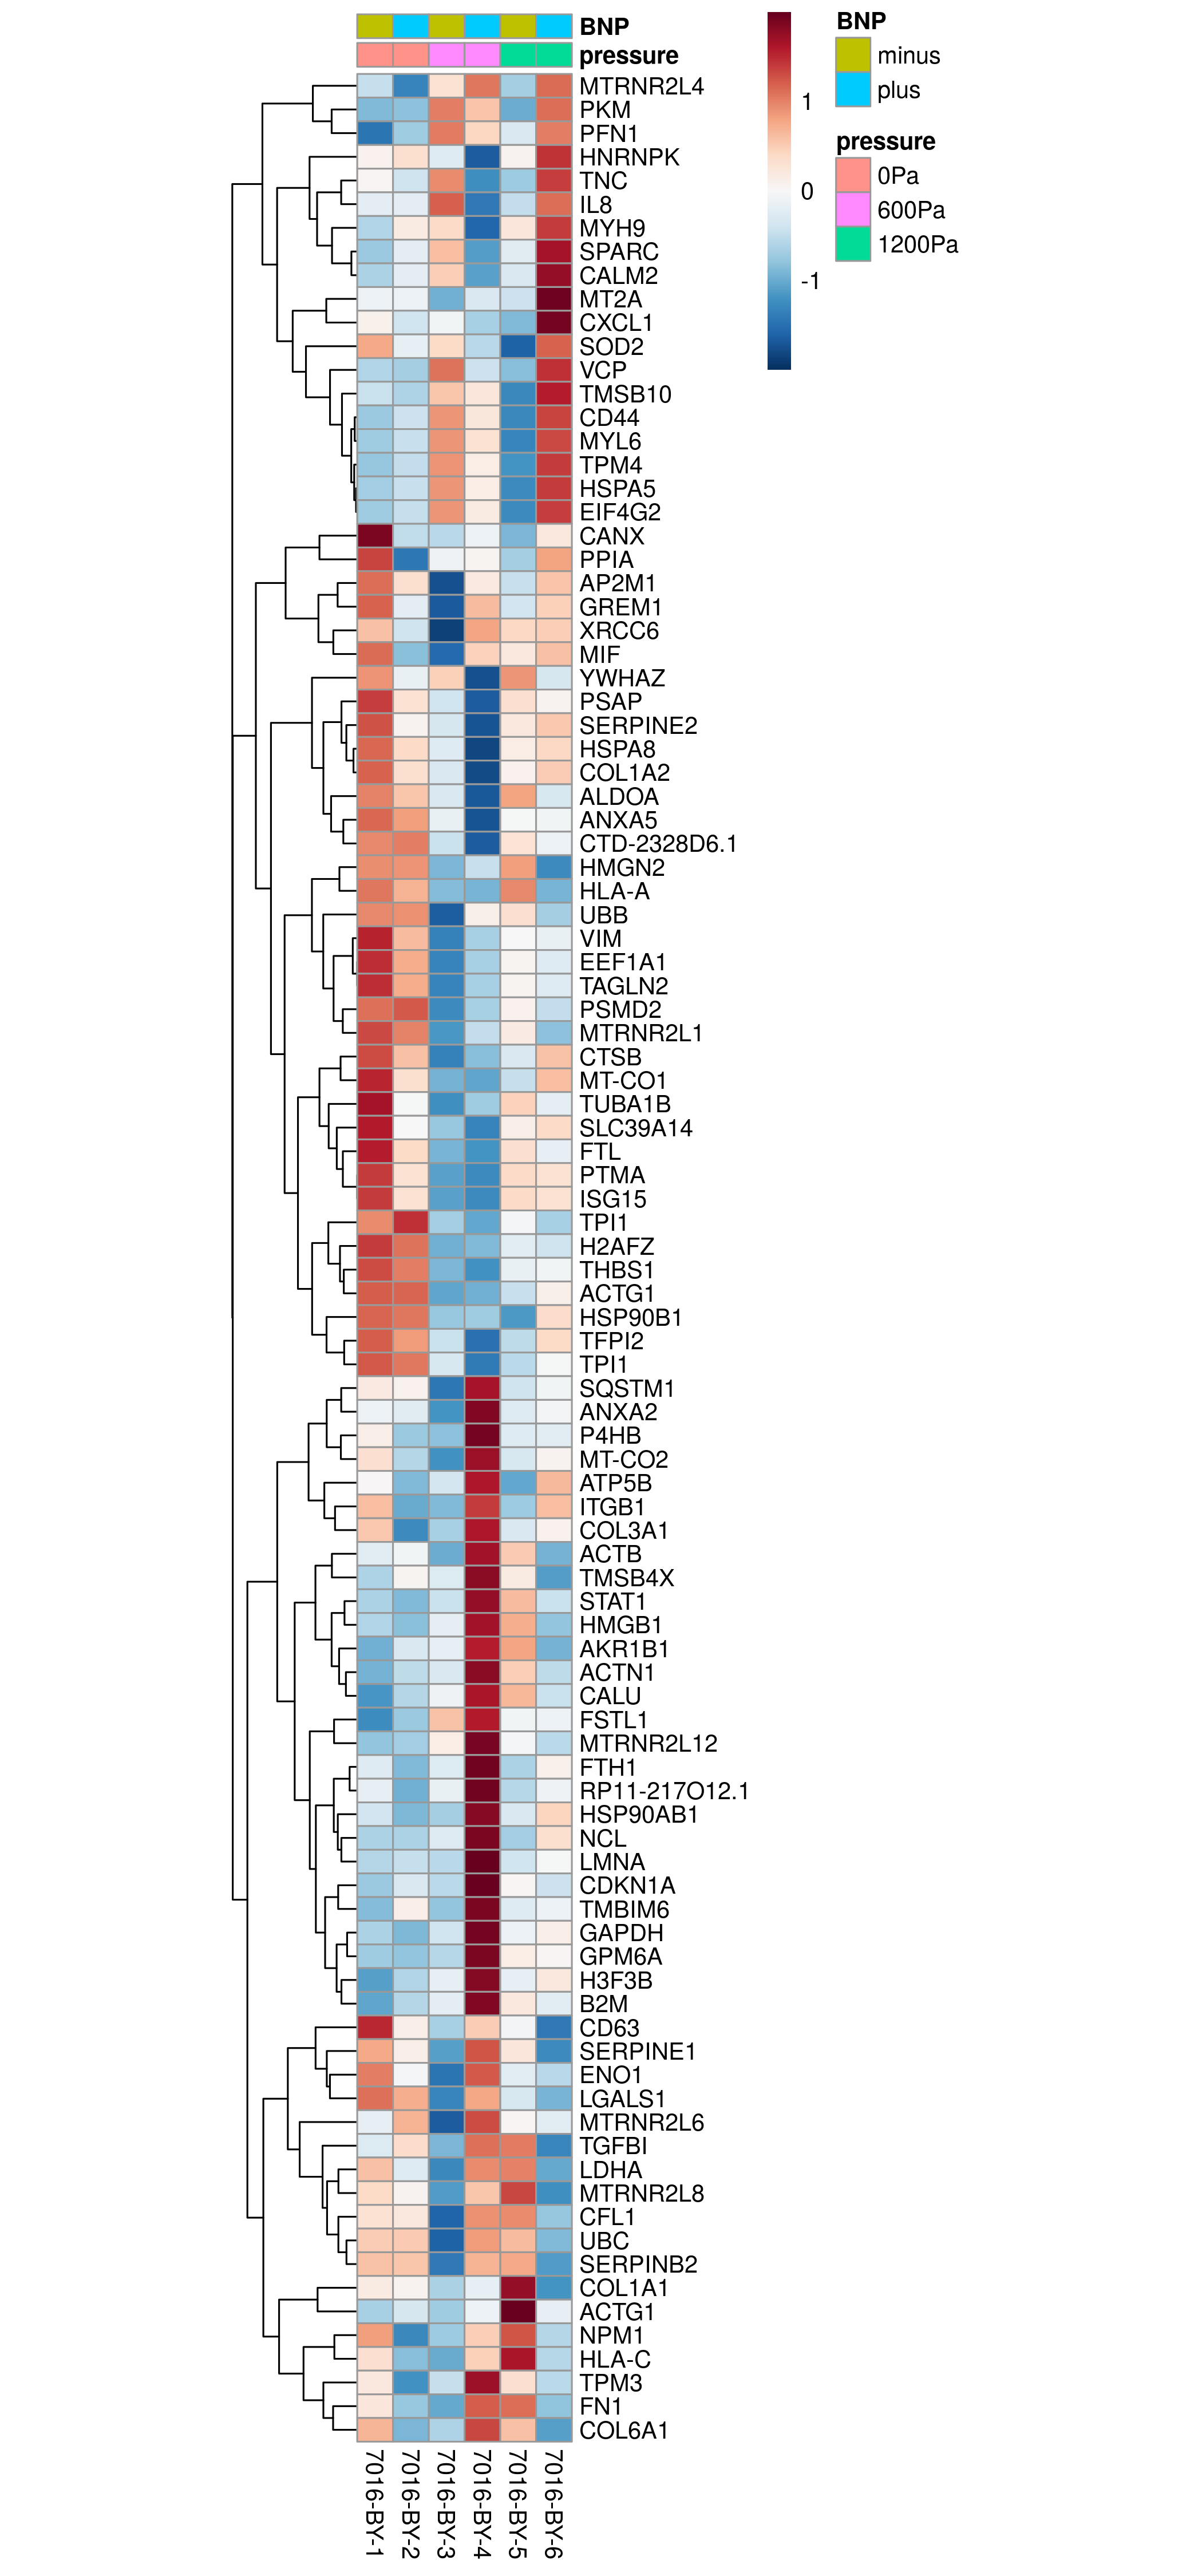 BNP
pressure
MTRNR2L4
PKM
PFN1
HNRNPK
TNC
IL8
MYH9
SPARC
CALM2
MT2A
CXCL1
SOD2
VCP
TMSB10
CD44
MYL6
TPM4
HSPA5
EIF4G2
CANX
PPIA
AP2M1
GREM1
XRCC6
MIF
YWHAZ
PSAP
SERPINE2
HSPA8
COL1A2
ALDOA
ANXA5
CTD-2328D6.1
HMGN2
HLA-A
UBB
VIM
EEF1A1
TAGLN2
PSMD2
MTRNR2L1
CTSB
MT-CO1
TUBA1B
SLC39A14
FTL
PTMA
ISG15
TPI1
H2AFZ
THBS1
ACTG1
HSP90B1
TFPI2
TPI1
SQSTM1
ANXA2
P4HB
MT-CO2
ATP5B
ITGB1
COL3A1
ACTB
TMSB4X
STAT1
HMGB1
AKR1B1
ACTN1
CALU
FSTL1
MTRNR2L12
FTH1
RP11-217O12.1
HSP90AB1
NCL
LMNA
CDKN1A
TMBIM6
GAPDH
GPM6A
H3F3B
B2M
CD63
SERPINE1
ENO1
LGALS1
MTRNR2L6
TGFBI
LDHA
MTRNR2L8
CFL1
UBC
SERPINB2
COL1A1
ACTG1
NPM1
HLA-C
TPM3
FN1
COL6A1
7016-BY-1
7016-BY-2
7016-BY-3
7016-BY-4
7016-BY-5
7016-BY-6
1
0
-1
BNP
minus
plus
pressure
0Pa
600Pa
1200Pa